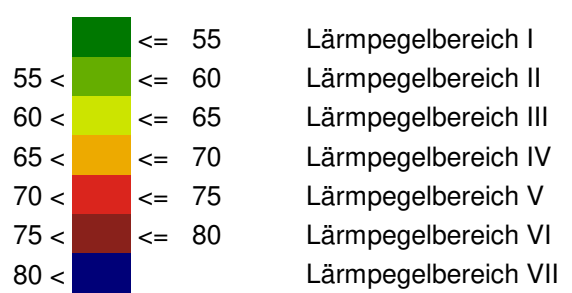 <= 55 Lärmpegelbereich I
55 < <= 60 Lärmpegelbereich II
60 < <= 65 Lärmpegelbereich III
65 < <= 70 Lärmpegelbereich IV
70 < <= 75 Lärmpegelbereich V
75 < <= 80 Lärmpegelbereich VI
80 < Lärmpegelbereich VII